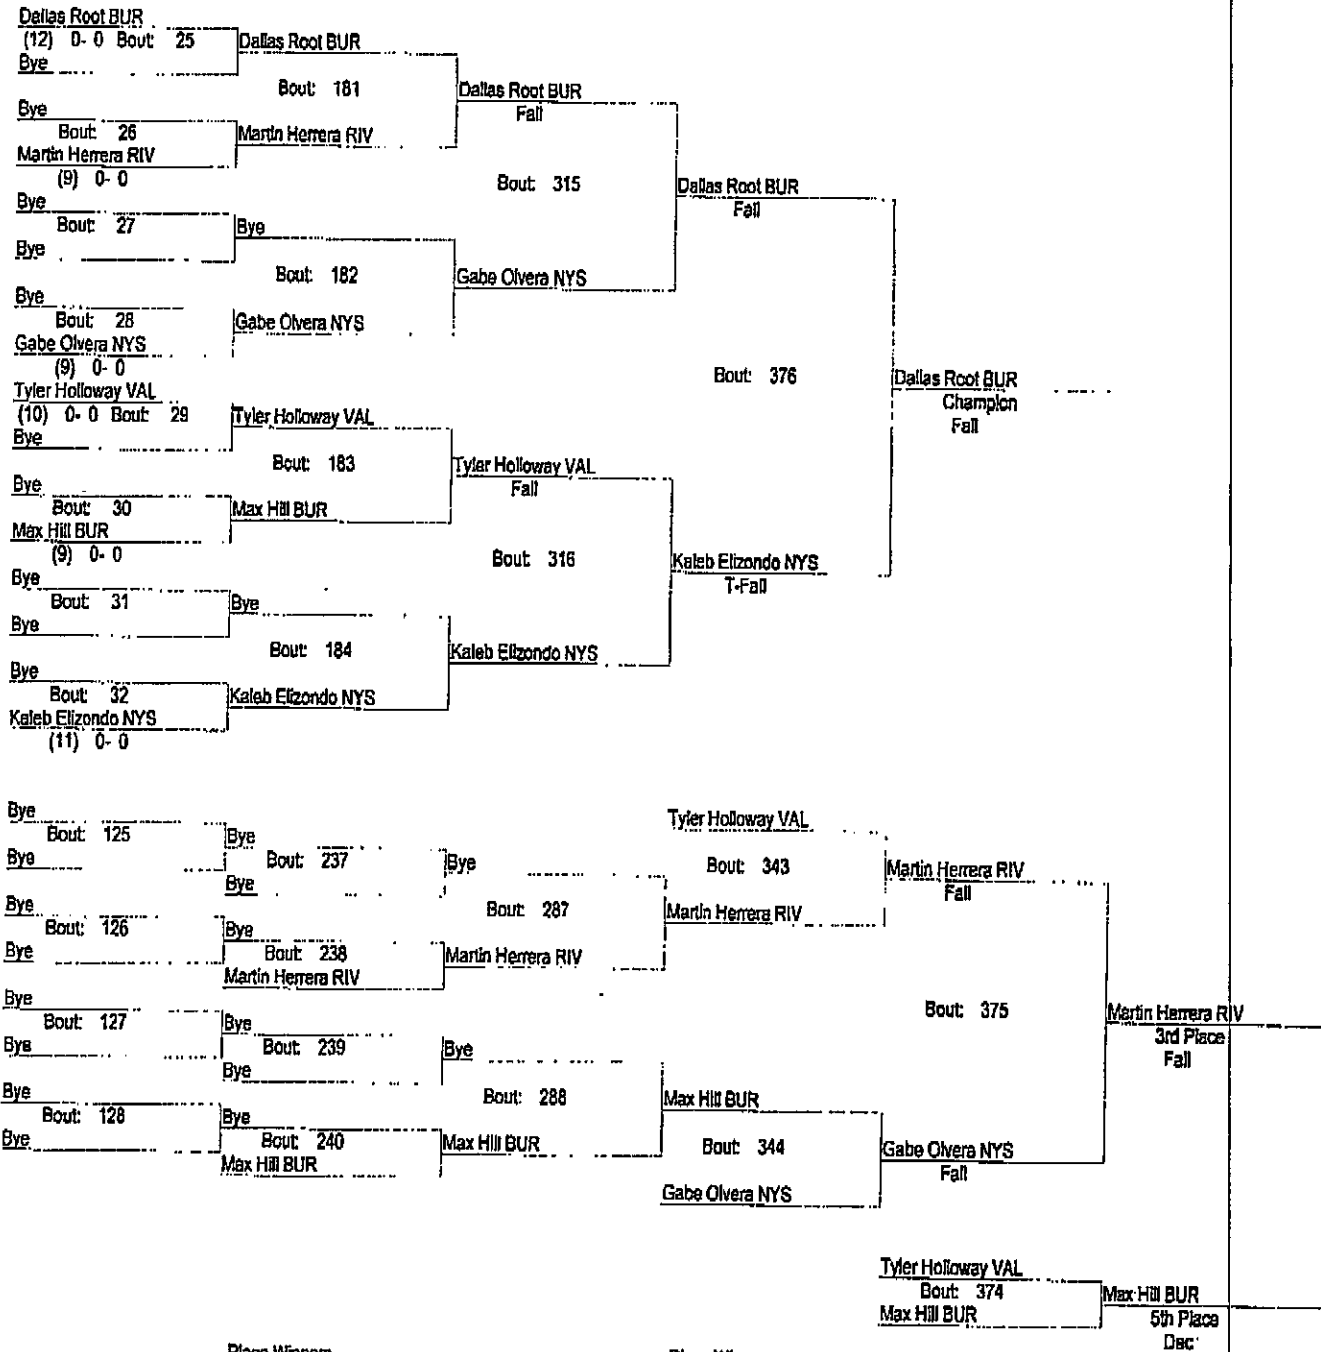 Dallas Root BUR
(12) 0- 0 Bout: 25
Dallas Root BUR
Bye
Bout: 181
Dallas Root BUR
Fall
Bye
Bout: 26
Martin Herrera RIV
Martin Herrera RIV
(9) 0- 0
Bout: 315
Dallas Root BUR
Fall
Bye
Bout: 27
Bye
Bye
Bout: 182
Gabe Olvera NYS
Bye
Bout: 28
Gabe Olvera NYS
Gabe Olvera NYS
(9) 0- 0
Bout: 376
Dallas Root BUR
Champion
Fall
Tyler Holloway VAL
(10) 0- 0 Bout: 29
Tyler Holloway VAL
Bye
Bout: 183
Tyler Holloway VAL
Fall
Bye
Bout: 30
Max Hill BUR
Max Hill BUR
(9) 0- 0
Bout: 316
Kaleb Elizondo NYS
T-Fall
Bye
Bout: 31
Bye
Bye
Bout: 184
Kaleb Elizondo NYS
Bye
Bout: 32
Kaleb Elizondo NYS
Kaleb Elizondo NYS
(11) 0- 0
Bye
Bout: 125
Bye
Bye
Bout: 237
Bye
Bye
Tyler Holloway VAL
Bout: 343
Martin Herrera RIV
Fall
Bye
Bout: 126
Bye
Bye
Bout: 238
Martin Herrera RIV
Martin Herrera RIV
Bout: 287
Martin Herrera RIV
Bye
Bout: 127
Bye
Bye
Bout: 239
Bye
Bye
Bout: 375
Martin Herrera RIV
3rd Place
Fall
Bye
Bout: 128
Bye
Bye
Bout: 240
Max Hill BUR
Max Hill BUR
Bout: 288
Max Hill BUR
Bout: 344
Gabe Olvera NYS
Fall
Gabe Olvera NYS
Tyler Holloway VAL
Bout: 374
Max Hill BUR
Max Hill BUR
5th Place
Dec